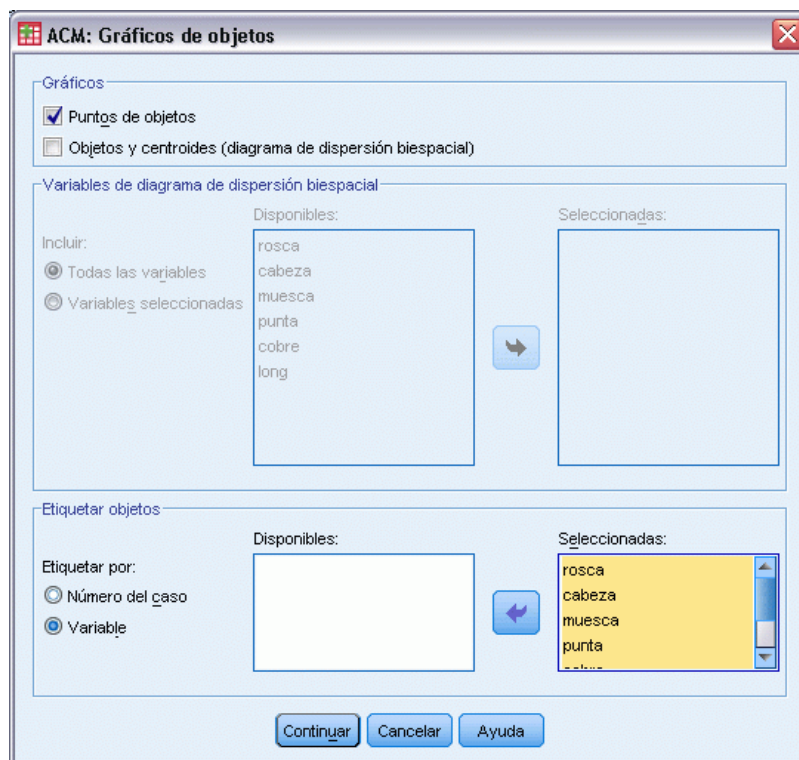 ACM: Gráficos de objetos
Gráficos
Puntos de objetos
Objetos y centroides (diagrama de dispersión biespacial)
Variables de diagrama de dispersión biespacial
Disponibles:
Seleccionadas:
Incluir:
Todas las variables
Variables seleccionadas
rosca
cabeza
muesca
punta
cobre
long
Etiquetar objetos
Disponibles:
Seleccionadas:
Etiquetar por:
Número del caso
Variable
rosca
cabeza
muesca
punta
Continuar
Cancelar
Ayuda